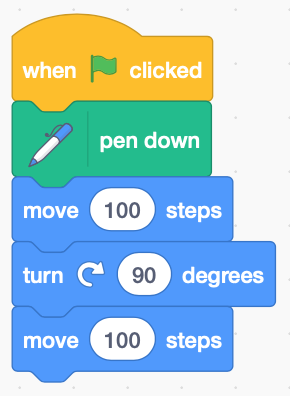 when clicked
pen down
move 100 steps
turn 90 degrees
move 100 steps